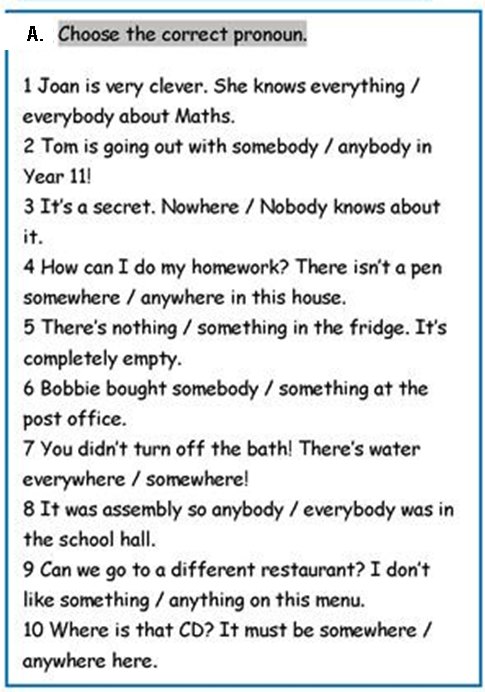 A. Choose the correct pronoun.
1 Joan is very clever. She knows everything /
everybody about Maths.
2 Tom is going out with somebody / anybody in
Year 11!
3 It's a secret. Nowhere / Nobody knows about
it.
4 How can I do my homework? There isn't a pen
somewhere / anywhere in this house.
5 There's nothing / something in the fridge. It's
completely empty.
6 Bobbie bought somebody / something at the
post office.
7 You didn't turn off the bath! There's water
everywhere / somewhere!
8 It was assembly so anybody / everybody was in
the school hall.
9 Can we go to a different restaurant? I don't
like something / anything on this menu.
10 Where is that CD? It must be somewhere /
anywhere here.